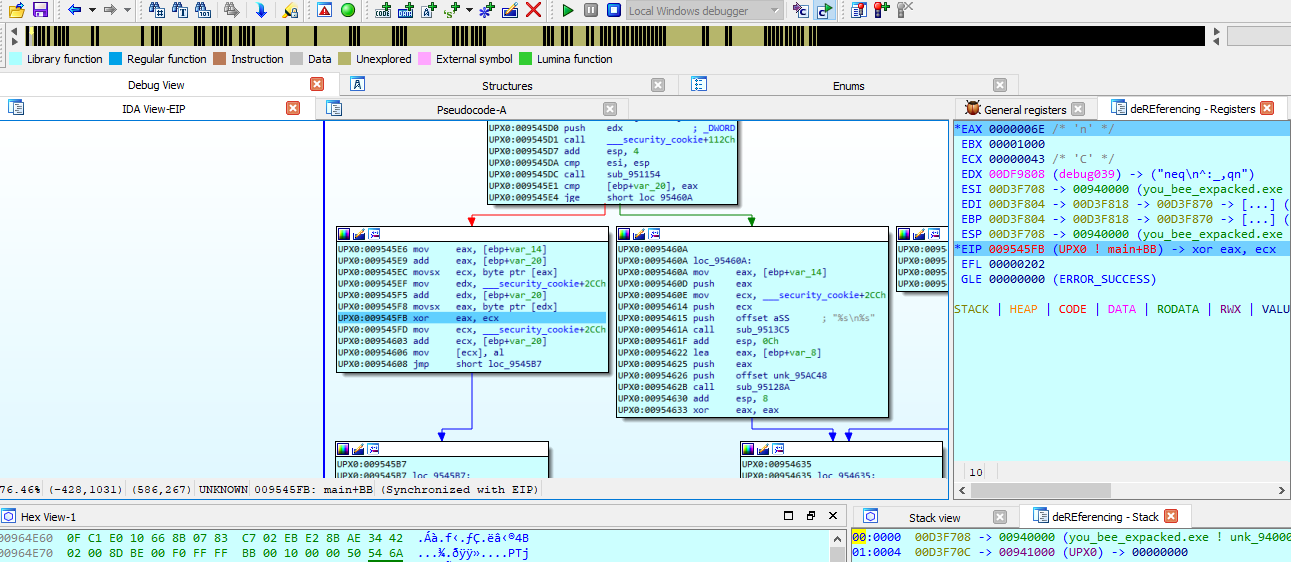 Local Windows debugger
Library function Regular function Instruction Data Unexplored External symbol Lumina function
Debug View Structures Enums
IDA View-EIP Pseudocode-A General registers deREferencing - Registers
UPX0:009545D0 push edx ; _DWORD
UPX0:009545D1 call ___security_cookie+112Ch
UPX0:009545D7 add esp, 4
UPX0:009545DA cmp esi, esp
UPX0:009545DC call sub_951154
UPX0:009545E1 cmp [ebp+var_20], eax
UPX0:009545E4 jge short loc_95460A
UPX0:009545E6 mov eax, [ebp+var_14]
UPX0:009545E9 add eax, [ebp+var_20]
UPX0:009545EC movsx ecx, byte ptr [eax]
UPX0:009545EF mov edx, ___security_cookie+2CCh
UPX0:009545F5 add edx, [ebp+var_20]
UPX0:009545F8 movsx eax, byte ptr [edx]
UPX0:009545FB xor eax, ecx
UPX0:009545FD mov ecx, ___security_cookie+2CCh
UPX0:00954603 add ecx, [ebp+var_20]
UPX0:00954606 mov [ecx], al
UPX0:00954608 jmp short loc_9545B7
UPX0:0095460A
UPX0:0095460A loc_95460A:
UPX0:0095460A mov eax, [ebp+var_14]
UPX0:0095460D push eax
UPX0:0095460E mov ecx, ___security_cookie+2CCh
UPX0:00954614 push ecx
UPX0:00954615 push offset aSS ; "%s\n%s"
UPX0:0095461A call sub_9513C5
UPX0:0095461F add esp, 0Ch
UPX0:00954622 lea eax, [ebp+var_8]
UPX0:00954625 push eax
UPX0:00954626 push offset unk_95AC48
UPX0:0095462B call sub_95128A
UPX0:00954630 add esp, 8
UPX0:00954633 xor eax, eax
UPX0:0095
UPX0:0095
UPX0:0095
UPX0:0095
UPX0:009545B7
UPX0:009545B7 loc_9545B7:
UPX0:00954635
UPX0:00954635 loc_954635:
*EAX 0000006E /* 'n' */
EBX 00001000
ECX 00000043 /* 'C' */
EDX 00DF9808 (debug039) -> ("neq\n^:_,qn")
ESI 00D3F708 -> 00940000 (you_bee_expacked.exe
EDI 00D3F804 -> 00D3F818 -> 00D3F870 -> [...] (
EBP 00D3F804 -> 00D3F818 -> 00D3F870 -> [...] (
ESP 00D3F708 -> 00940000 (you_bee_expacked.exe
*EIP 009545FB (UPX0 ! main+BB) -> xor eax, ecx
EFL 00000202
GLE 00000000 (ERROR_SUCCESS)
STACK | HEAP | CODE | DATA | RODATA | RWX | VALU
10
76.46% (-428,1031) (586,267) UNKNOWN 009545FB: main+BB (Synchronized with EIP)
Hex View-1
00964E60 0F C1 E0 10 66 8B 07 83 C7 02 EB E2 8B AE 34 42 .Áà.f‹.ƒÇ.ëâ‹®4B
00964E70 02 00 8D BE 00 F0 FF FF BB 00 10 00 00 50 54 6A ...¾.ðÿÿ»....PTj
Stack view deREferencing - Stack
00:0000 00D3F708 -> 00940000 (you_bee_expacked.exe ! unk_94000
01:0004 00D3F70C -> 00941000 (UPX0) -> 00000000